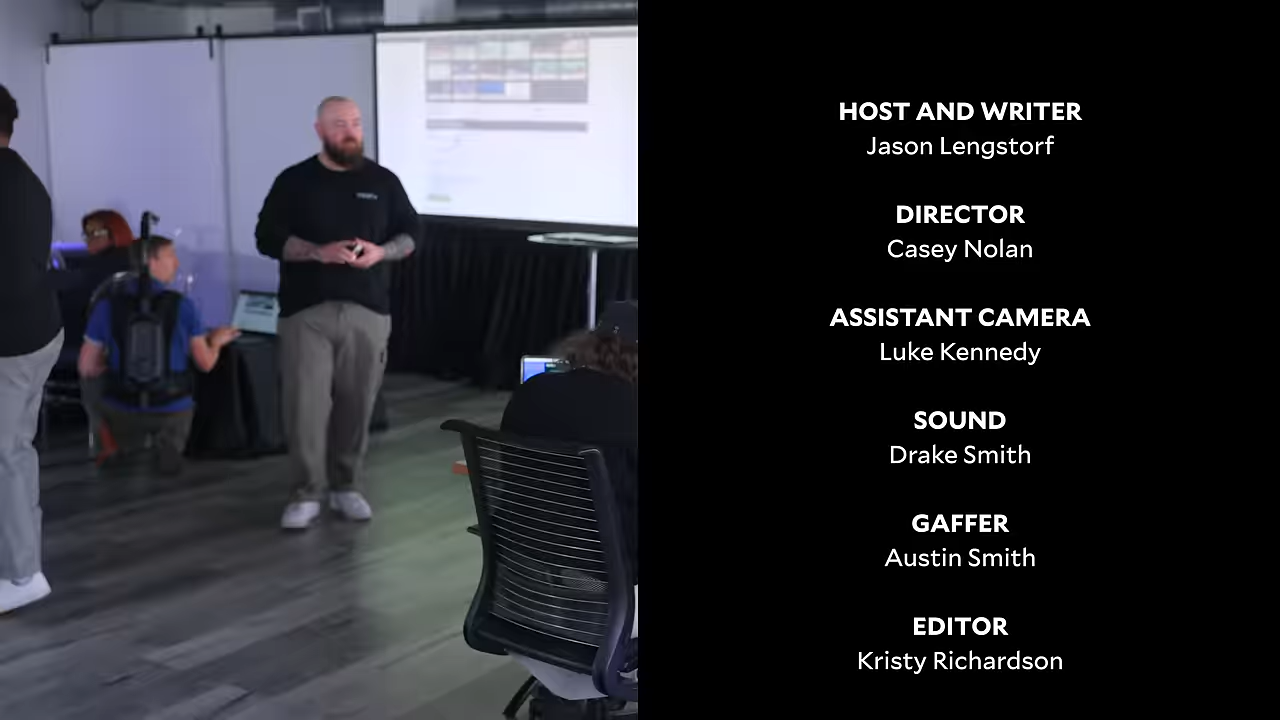 HOST AND WRITER
Jason Lengstorf
DIRECTOR
Casey Nolan
ASSISTANT CAMERA
Luke Kennedy
SOUND
Drake Smith
GAFFER
Austin Smith
EDITOR
Kristy Richardson